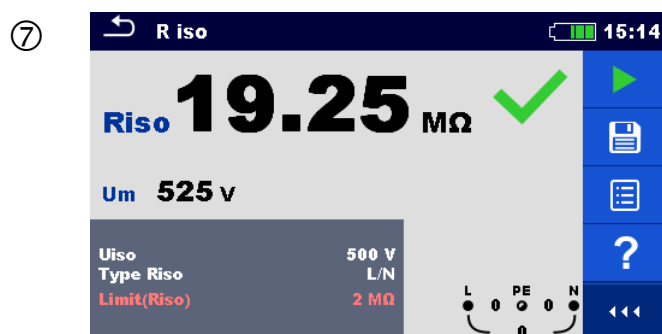 ⑦
R iso 15:14
Riso 19.25 MΩ
Um 525 V
Uiso 500 V
Type Riso L/N
Limit(Riso) 2 MΩ
?
L PE N
0 0
0